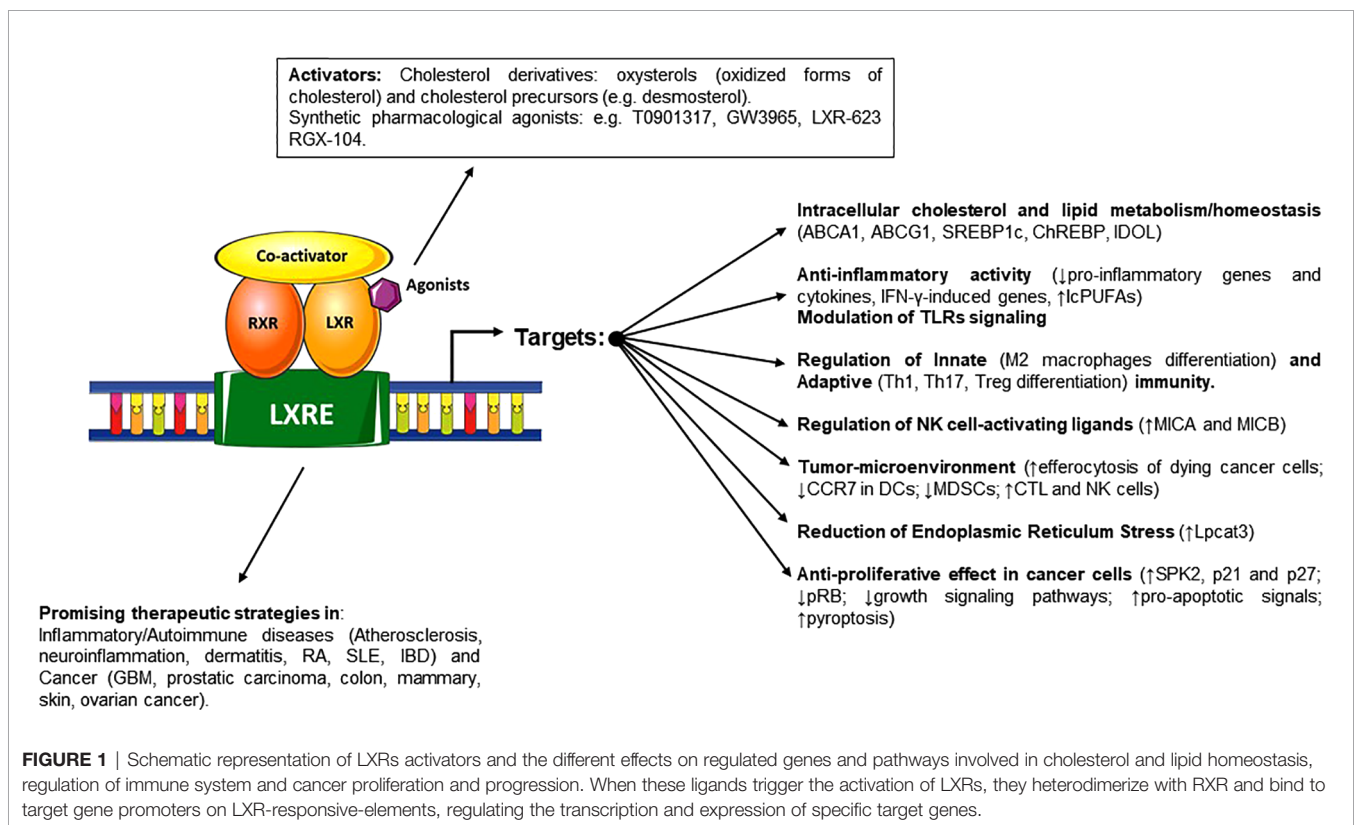 Activators: Cholesterol derivatives: oxysterols (oxidized forms of
cholesterol) and cholesterol precursors (e.g. desmosterol).
Synthetic pharmacological agonists: e.g. T0901317, GW3965, LXR-623
RGX-104.
Co-activator
Agonists
RXR
LXR
LXRE
Targets:
Intracellular cholesterol and lipid metabolism/homeostasis
(ABCA1, ABCG1, SREBP1c, ChREBP, IDOL)
Anti-inflammatory activity (↓pro-inflammatory genes and
cytokines, IFN-γ-induced genes, ↑lcPUFAs)
Modulation of TLRs signaling
Regulation of Innate (M2 macrophages differentiation) and
Adaptive (Th1, Th17, Treg differentiation) immunity.
Regulation of NK cell-activating ligands (↑MICA and MICB)
Tumor-microenvironment (↑efferocytosis of dying cancer cells;
↓CCR7 in DCs; ↓MDSCs; ↑CTL and NK cells)
Reduction of Endoplasmic Reticulum Stress (↑Lpcat3)
Anti-proliferative effect in cancer cells (↑SPK2, p21 and p27;
↓pRB; ↓growth signaling pathways; ↑pro-apoptotic signals;
↑pyroptosis)
Promising therapeutic strategies in:
Inflammatory/Autoimmune diseases (Atherosclerosis,
neuroinflammation, dermatitis, RA, SLE, IBD) and
Cancer (GBM, prostatic carcinoma, colon, mammary,
skin, ovarian cancer).
FIGURE 1 | Schematic representation of LXRs activators and the different effects on regulated genes and pathways involved in cholesterol and lipid homeostasis,
regulation of immune system and cancer proliferation and progression. When these ligands trigger the activation of LXRs, they heterodimerize with RXR and bind to
target gene promoters on LXR-responsive-elements, regulating the transcription and expression of specific target genes.